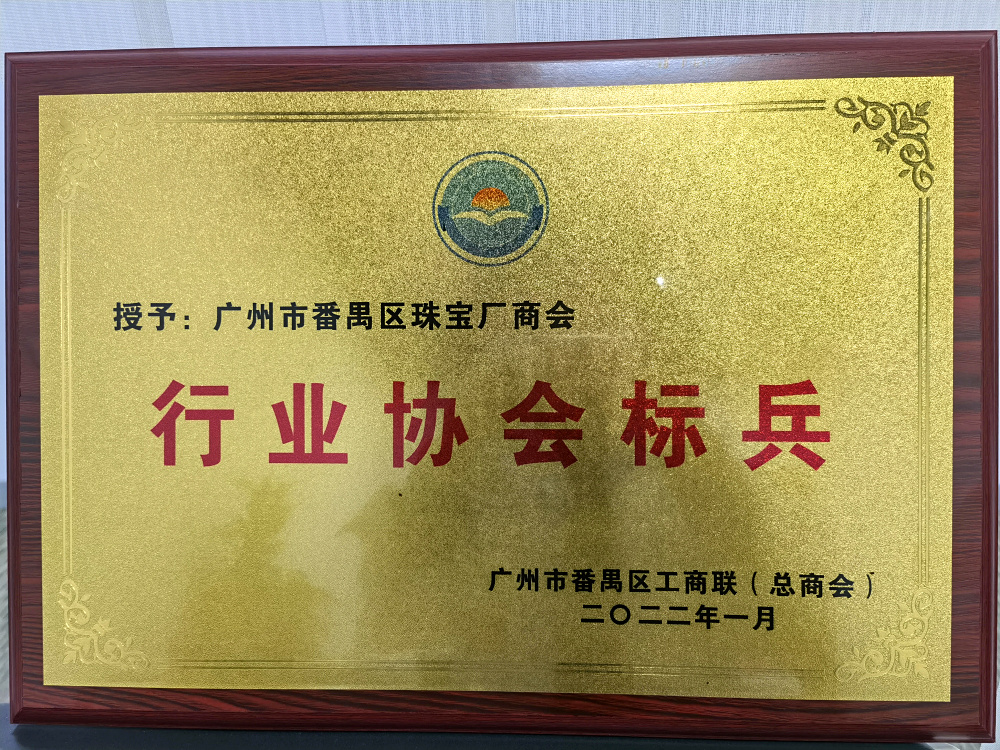 授予：广州市番禺区珠宝厂商会
行业协会标兵
广州市番禺区工商联（总商会）
二〇二二年一月